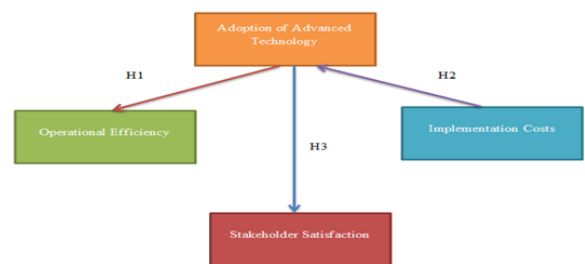 Adoption of Advanced
Technology
H1
H2
Operational Efficiency
Implementation Costs
H3
Stakeholder Satisfaction